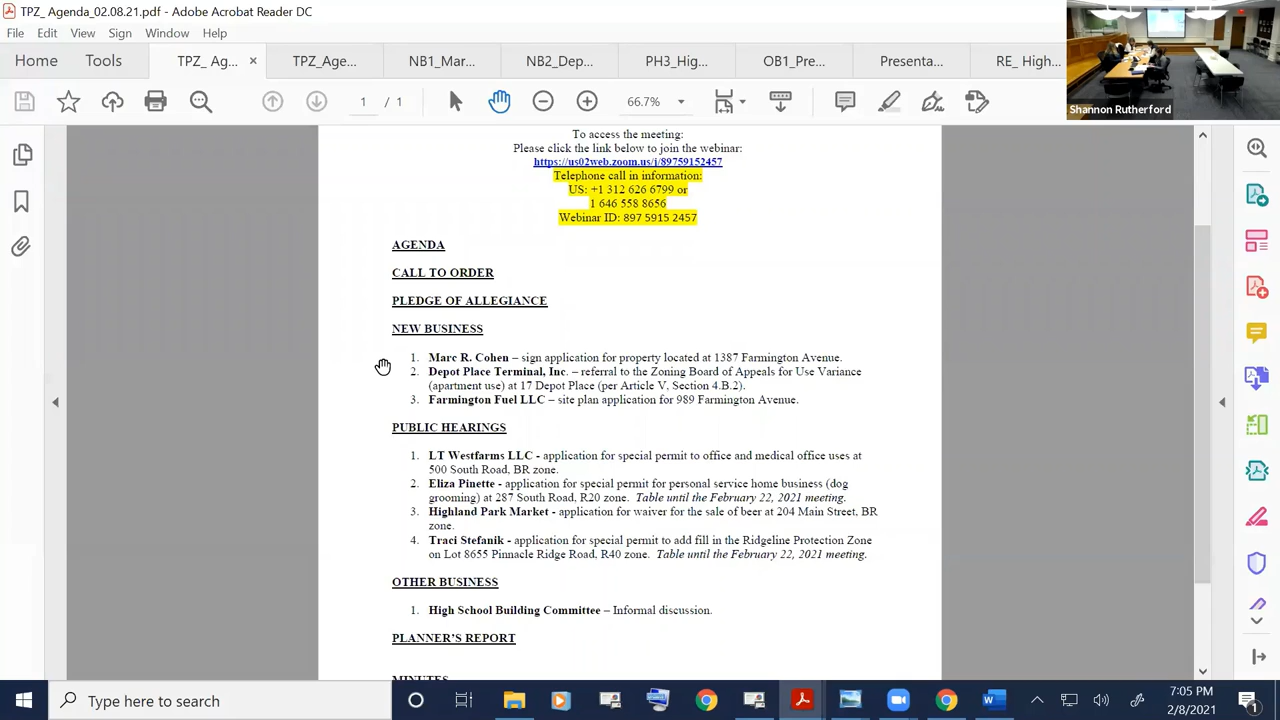 TPZ_ Agenda_02.08.21.pdf - Adobe Acrobat Reader DC
File Edit View Sign Window Help
Home Tools TPZ_ Ag... × TPZ_Age... NB1_Mar... NB2_Dep... PH3_Hig... OB1_Pre... Presenta... RE_ High...
Shannon Rutherford
1 / 1 66.7%
To access the meeting:
Please click the link below to join the webinar:
https://us02web.zoom.us/j/89759152457
Telephone call in information:
US: +1 312 626 6799 or
1 646 558 8656
Webinar ID: 897 5915 2457
AGENDA
CALL TO ORDER
PLEDGE OF ALLEGIANCE
NEW BUSINESS
1. Marc R. Cohen – sign application for property located at 1387 Farmington Avenue.
2. Depot Place Terminal, Inc. – referral to the Zoning Board of Appeals for Use Variance
(apartment use) at 17 Depot Place (per Article V, Section 4.B.2).
3. Farmington Fuel LLC – site plan application for 989 Farmington Avenue.
PUBLIC HEARINGS
1. LT Westfarms LLC - application for special permit to office and medical office uses at
500 South Road, BR zone.
2. Eliza Pinette - application for special permit for personal service home business (dog
grooming) at 287 South Road, R20 zone. Table until the February 22, 2021 meeting.
3. Highland Park Market - application for waiver for the sale of beer at 204 Main Street, BR
zone.
4. Traci Stefanik - application for special permit to add fill in the Ridgeline Protection Zone
on Lot 8655 Pinnacle Ridge Road, R40 zone. Table until the February 22, 2021 meeting.
OTHER BUSINESS
1. High School Building Committee – Informal discussion.
PLANNER'S REPORT
MINUTES
Type here to search
7:05 PM
2/8/2021
1